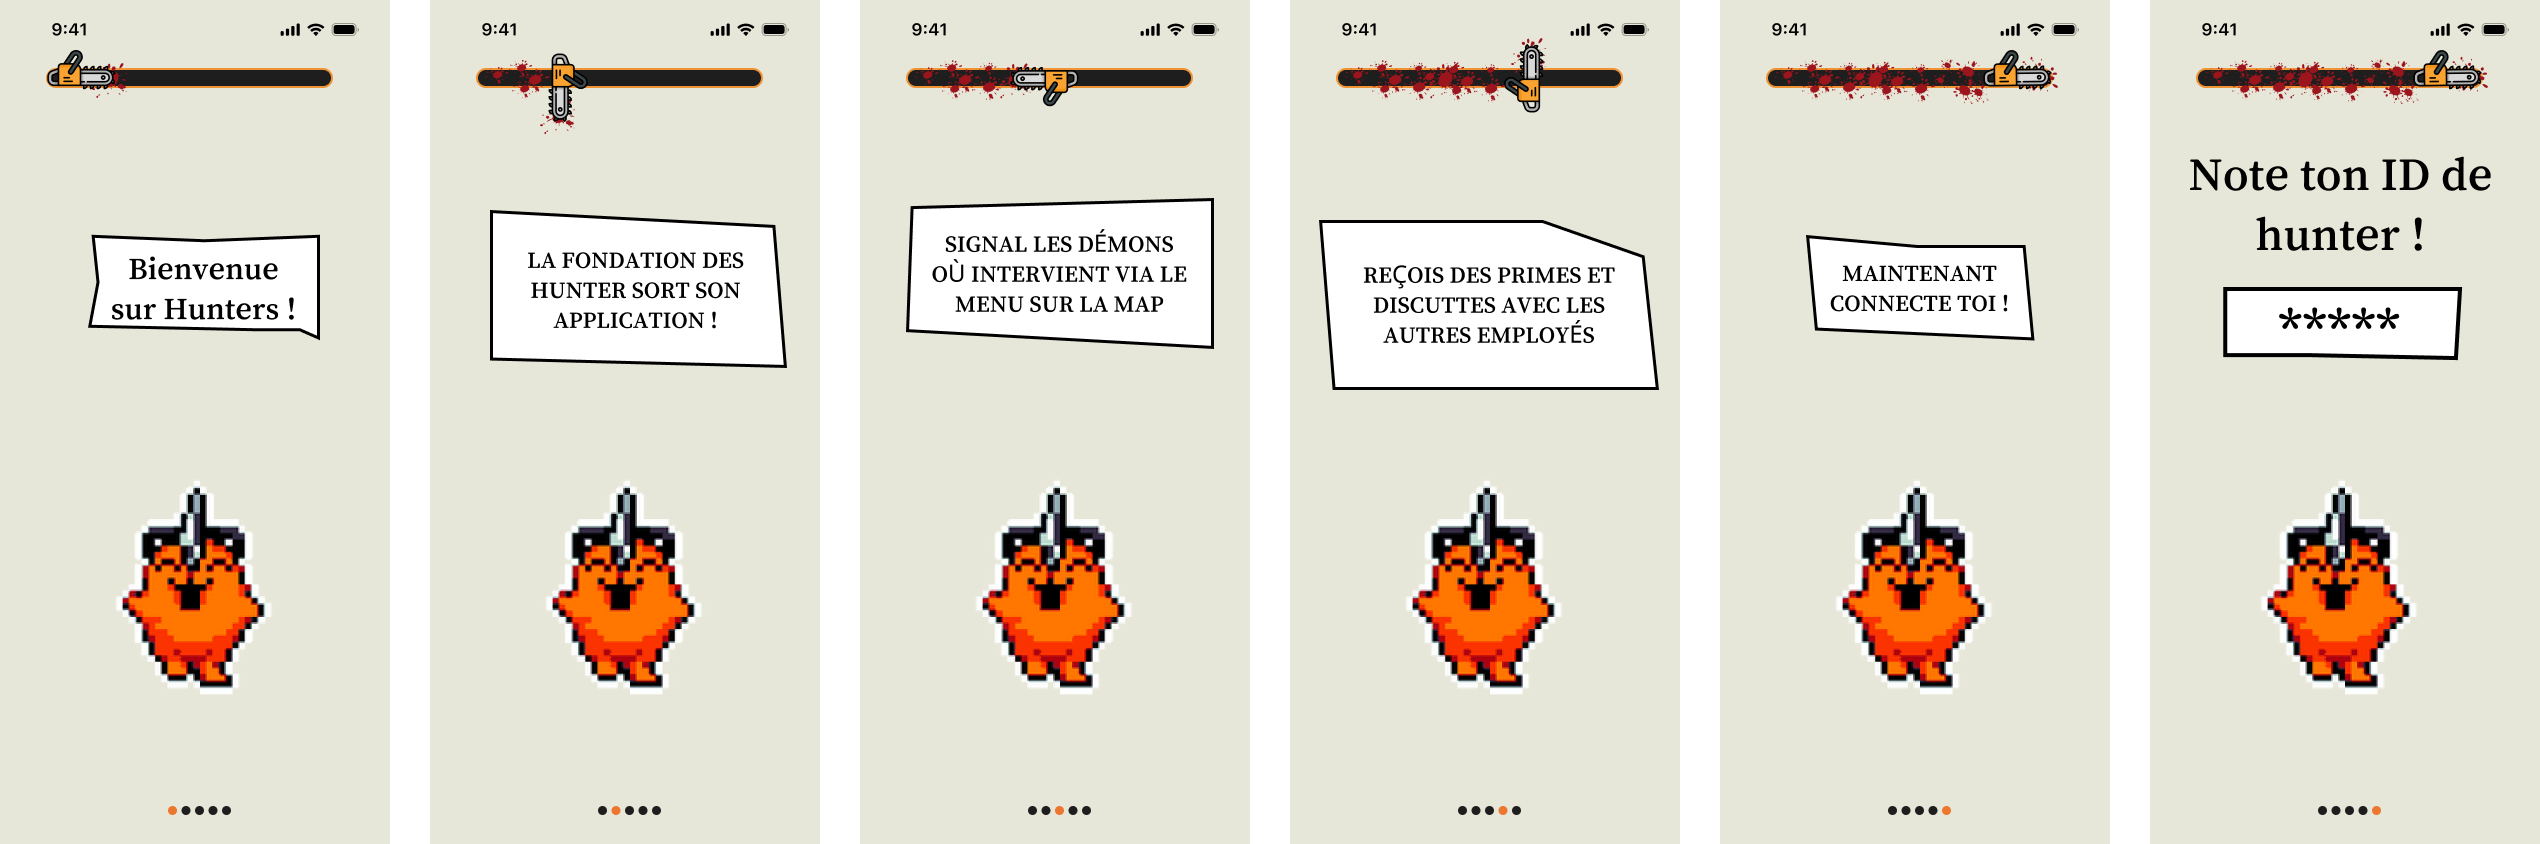 9:41
Bienvenue
sur Hunters !
9:41
LA FONDATION DES
HUNTER SORT SON
APPLICATION !
9:41
SIGNAL LES DÉMONS
OÙ INTERVIENT VIA LE
MENU SUR LA MAP
9:41
REÇOIS DES PRIMES ET
DISCUTTES AVEC LES
AUTRES EMPLOYÉS
9:41
MAINTENANT
CONNECTE TOI !
9:41
Note ton ID de
hunter !
*****